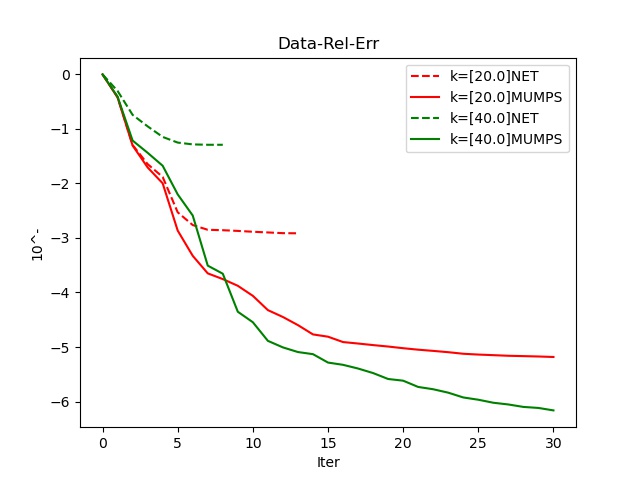 Data-Rel-Err
k=[20.0]NET
k=[20.0]MUMPS
k=[40.0]NET
k=[40.0]MUMPS
10^-
0
−1
−2
−3
−4
−5
−6
0 5 10 15 20 25 30
Iter